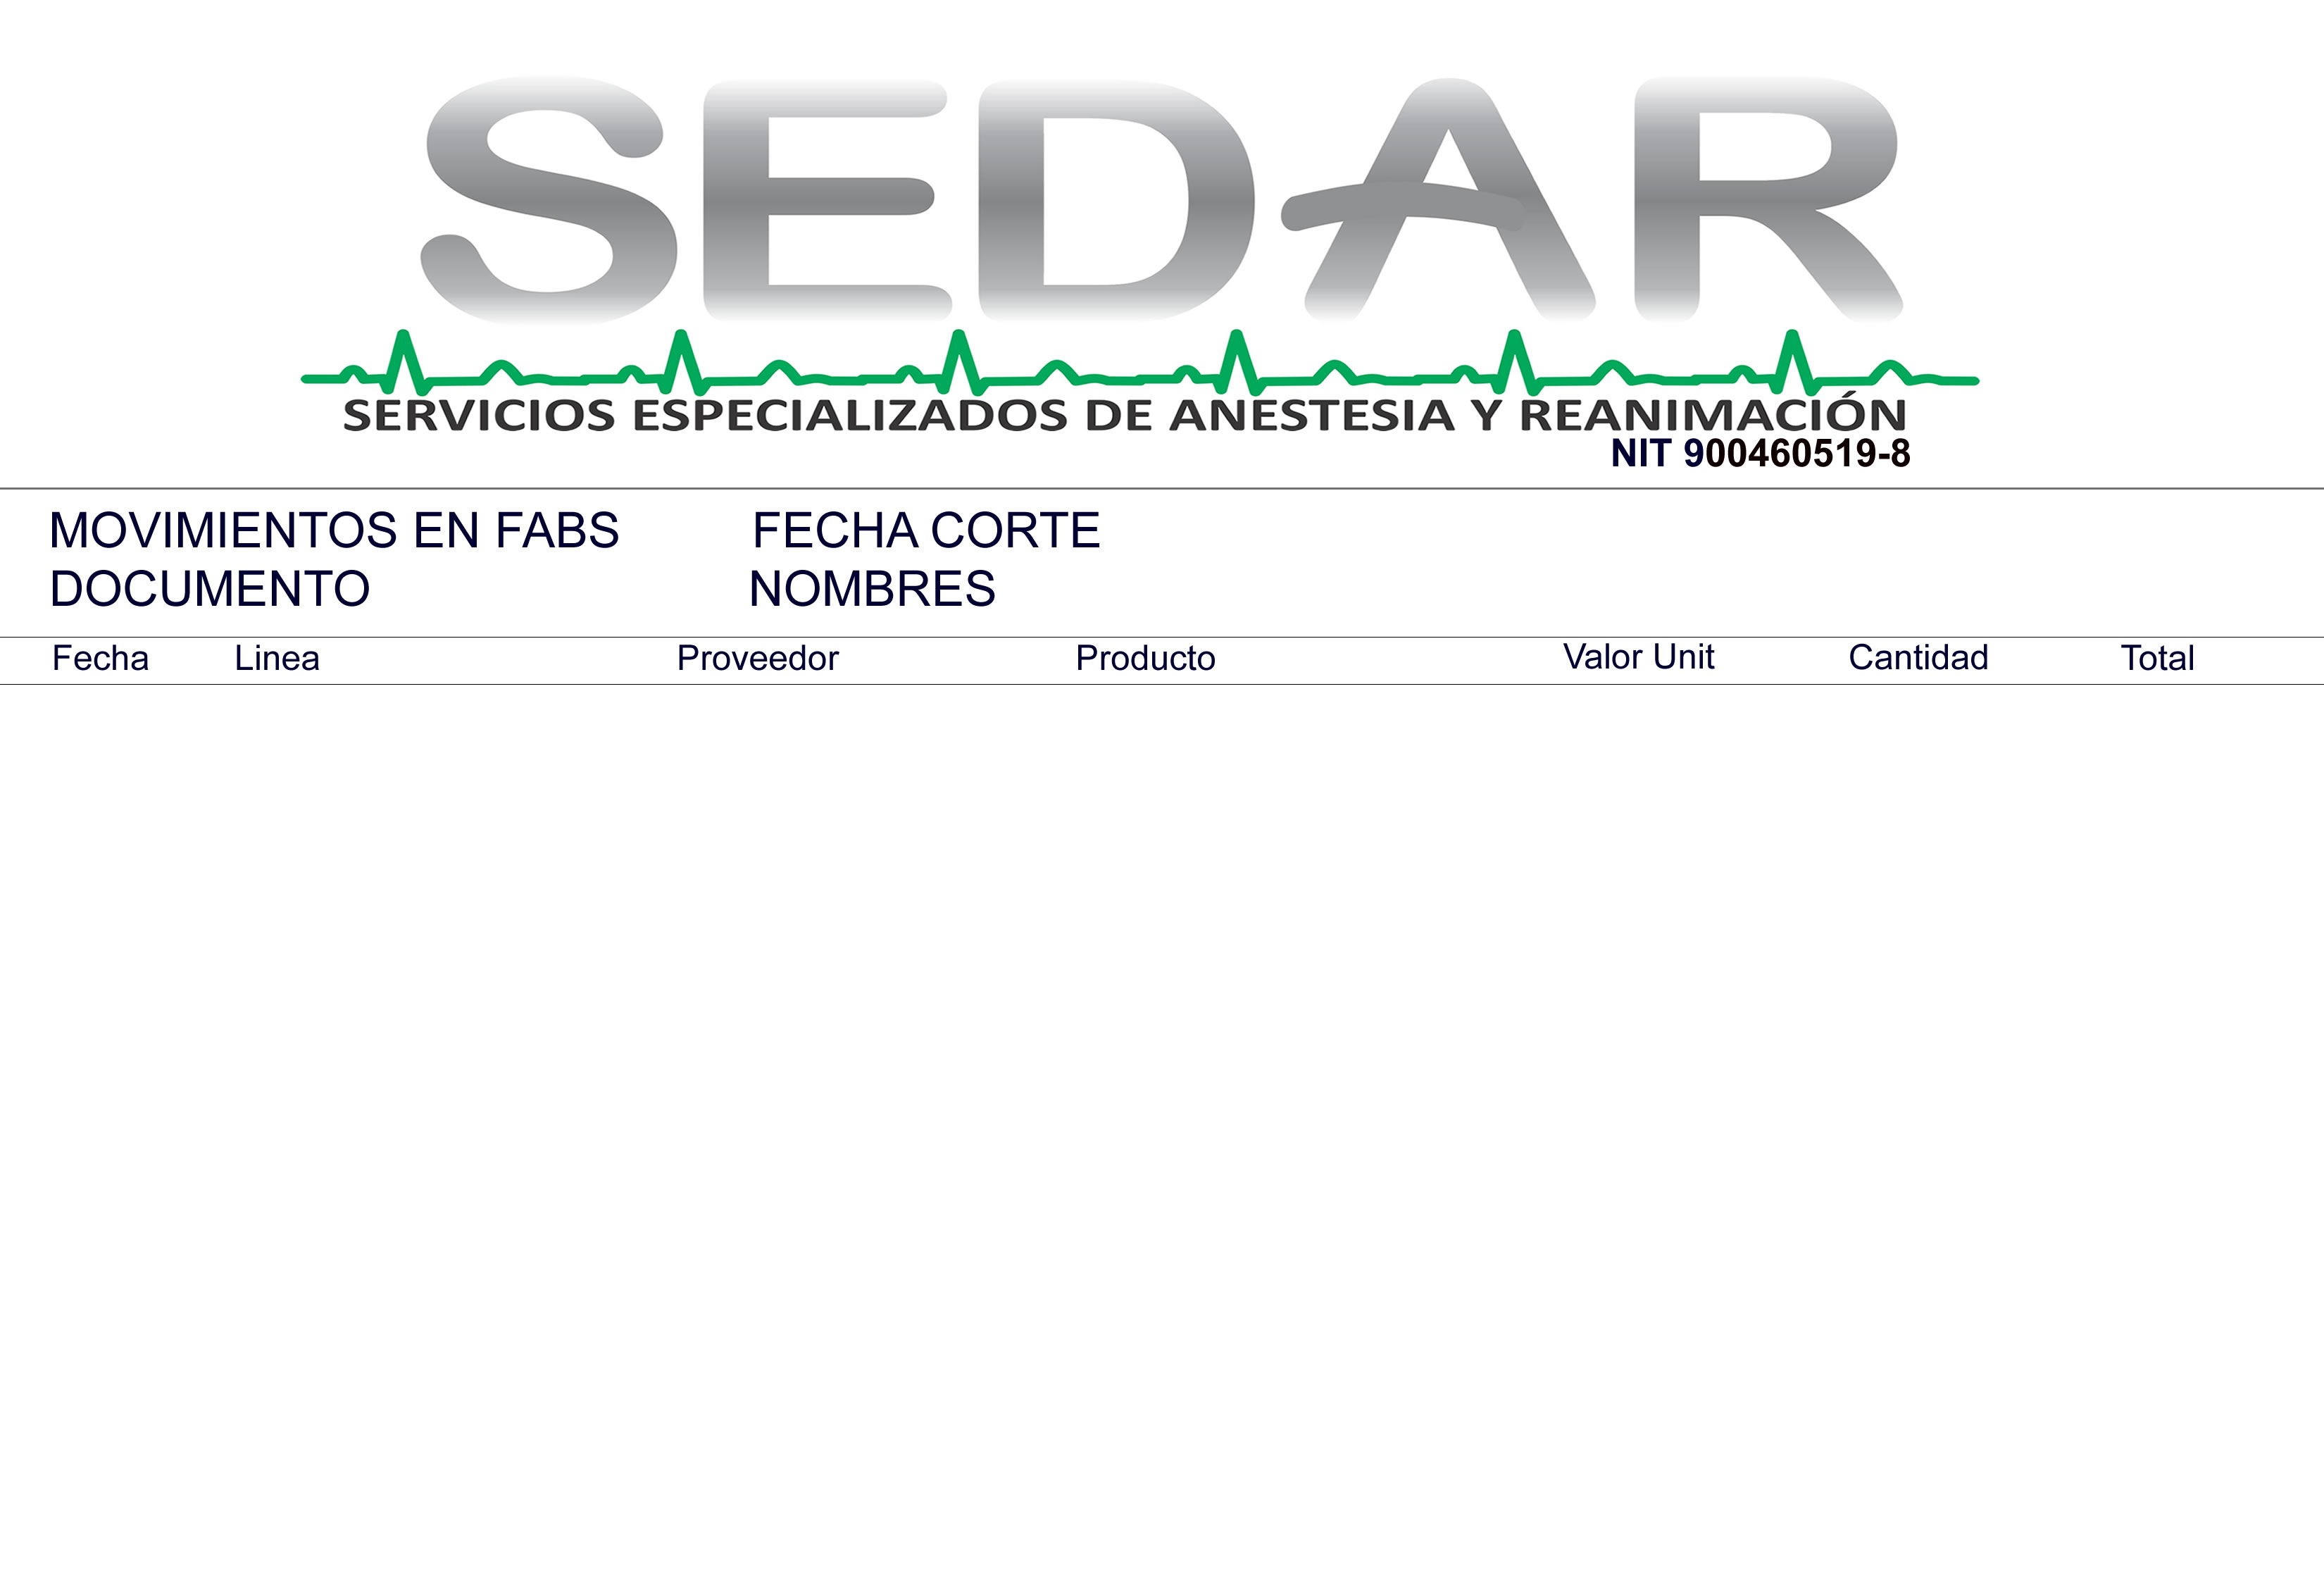 SEDAR
SERVICIOS ESPECIALIZADOS DE ANESTESIA Y REANIMACIÓN
NIT 900460519-8
MOVIMIENTOS EN FABS FECHA CORTE
DOCUMENTO NOMBRES
Fecha Linea Proveedor Producto Valor Unit Cantidad Total